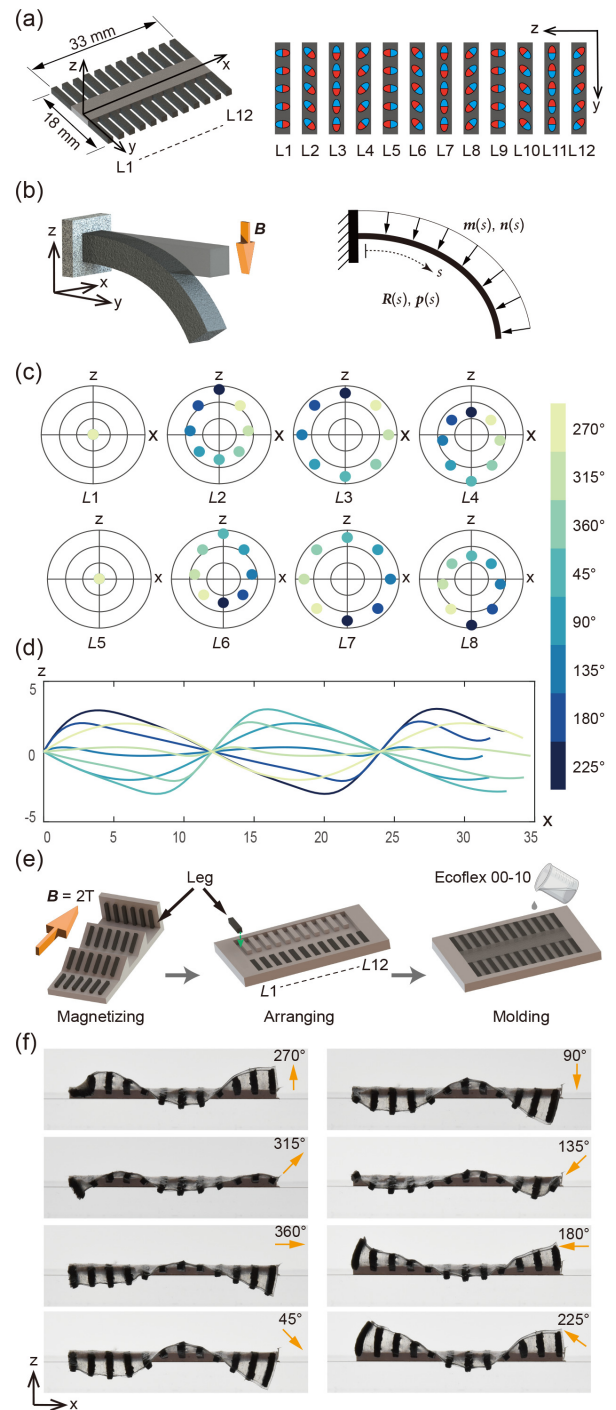 (a)
33 mm
z
x
18 mm
y
L1
L12
z
y
L1 L2 L3 L4 L5 L6 L7 L8 L9 L10 L11 L12
(b)
B
z
x
y
m(s), n(s)
s
R(s), p(s)
(c)
z z z z
x x x x
L1 L2 L3 L4
z z z z
x x x x
L5 L6 L7 L8
270°
315°
360°
45°
90°
135°
180°
225°
(d)
z
5
0
-5
0 5 10 15 20 25 30 35
x
(e)
B = 2T
Leg
Ecoflex 00-10
L1
L12
Magnetizing
Arranging
Molding
(f)
270°
90°
315°
135°
360°
180°
45°
225°
z
x